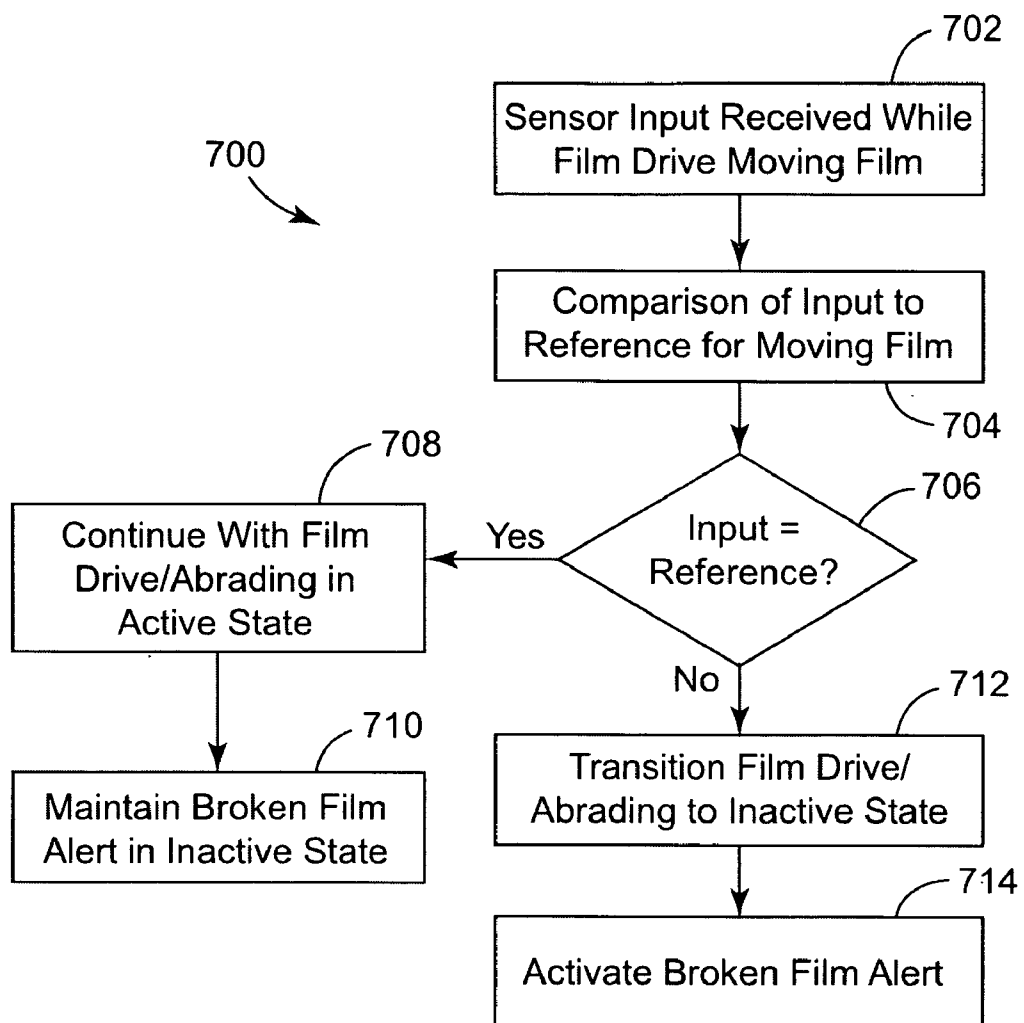 702
Sensor Input Received While
Film Drive Moving Film
700
Comparison of Input to
Reference for Moving Film
704
708
706
Input =
Reference?
Yes
Continue With Film
Drive/Abrading in
Active State
No
712
710
Transition Film Drive/
Abrading to Inactive State
Maintain Broken Film
Alert in Inactive State
714
Activate Broken Film Alert